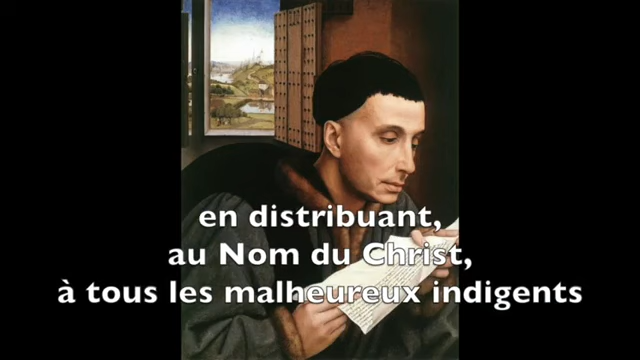 en distribuant,
au Nom du Christ,
à tous les malheureux indigents